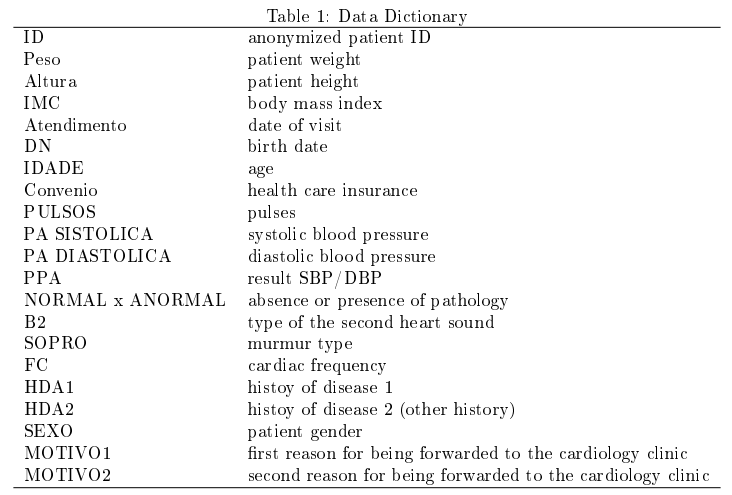 Table 1: Data Dictionary
ID anonymized patient ID
Peso patient weight
Altura patient height
IMC body mass index
Atendimento date of visit
DN birth date
IDADE age
Convenio health care insurance
PULSOS pulses
PA SISTOLICA systolic blood pressure
PA DIASTOLICA diastolic blood pressure
PPA result SBP/DBP
NORMAL x ANORMAL absence or presence of pathology
B2 type of the second heart sound
SOPRO murmur type
FC cardiac frequency
HDA1 histoy of disease 1
HDA2 histoy of disease 2 (other history)
SEXO patient gender
MOTIVO1 first reason for being forwarded to the cardiology clinic
MOTIVO2 second reason for being forwarded to the cardiology clinic